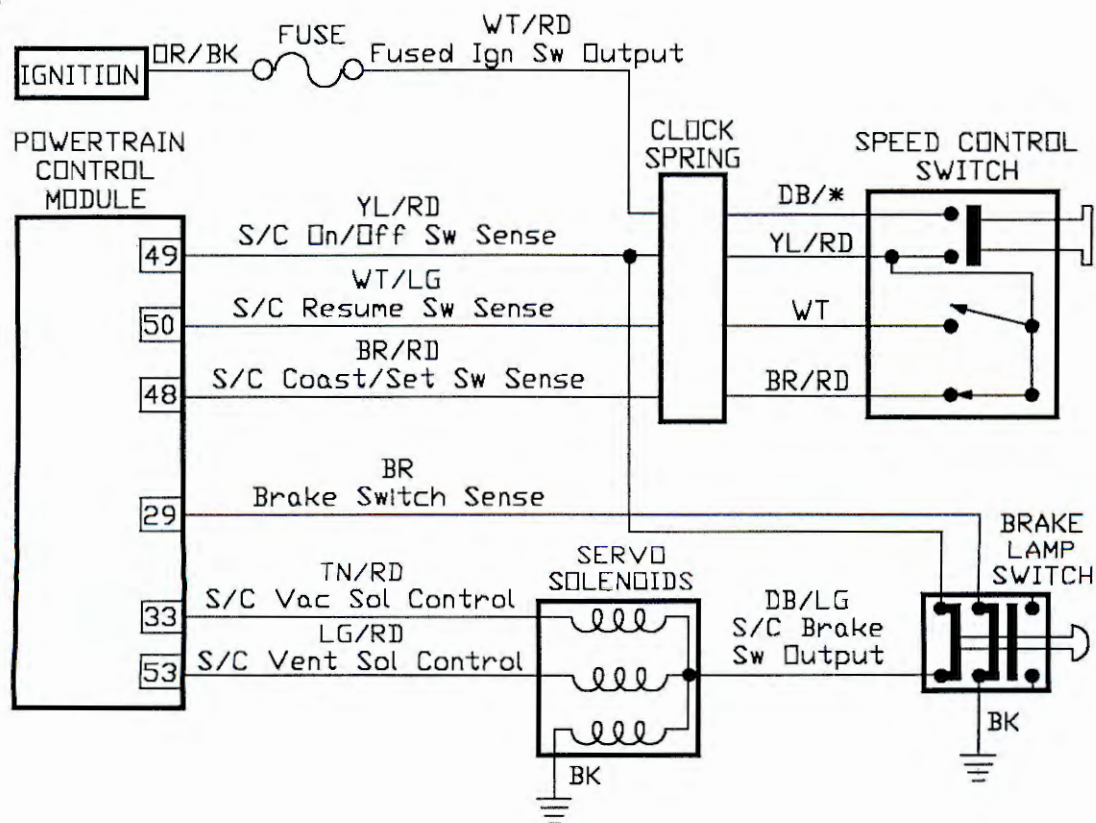 WT/RD
FUSE
OR/BK
Fused Ign Sw Output
IGNITION
POWERTRAIN
CONTROL
MODULE
CLOCK
SPRING
SPEED CONTROL
SWITCH
YL/RD
S/C On/Off Sw Sense
49
WT/LG
S/C Resume Sw Sense
50
BR/RD
S/C Coast/Set Sw Sense
48
DB/*
YL/RD
WT
BR/RD
BR
Brake Switch Sense
29
TN/RD
S/C Vac Sol Control
33
LG/RD
S/C Vent Sol Control
53
SERVO
SOLENOIDS
BK
DB/LG
S/C Brake
Sw Output
BRAKE
LAMP
SWITCH
BK